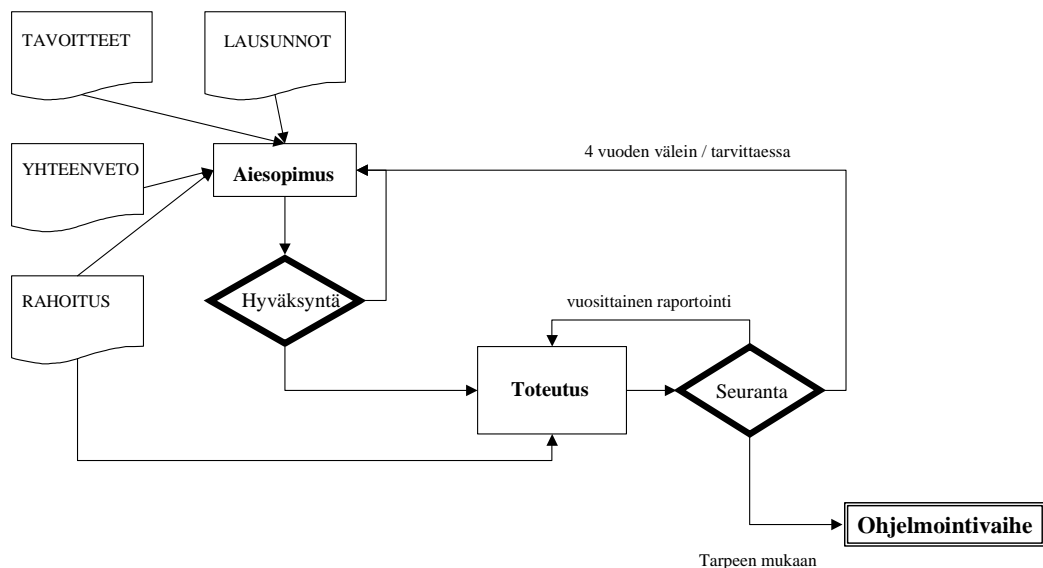 TAVOITTEET
LAUSUNNOT
YHTEENVETO
Aiesopimus
4 vuoden välein / tarvittaessa
RAHOITUS
Hyväksyntä
vuosittainen raportointi
Toteutus
Seuranta
Ohjelmointivaihe
Tarpeen mukaan